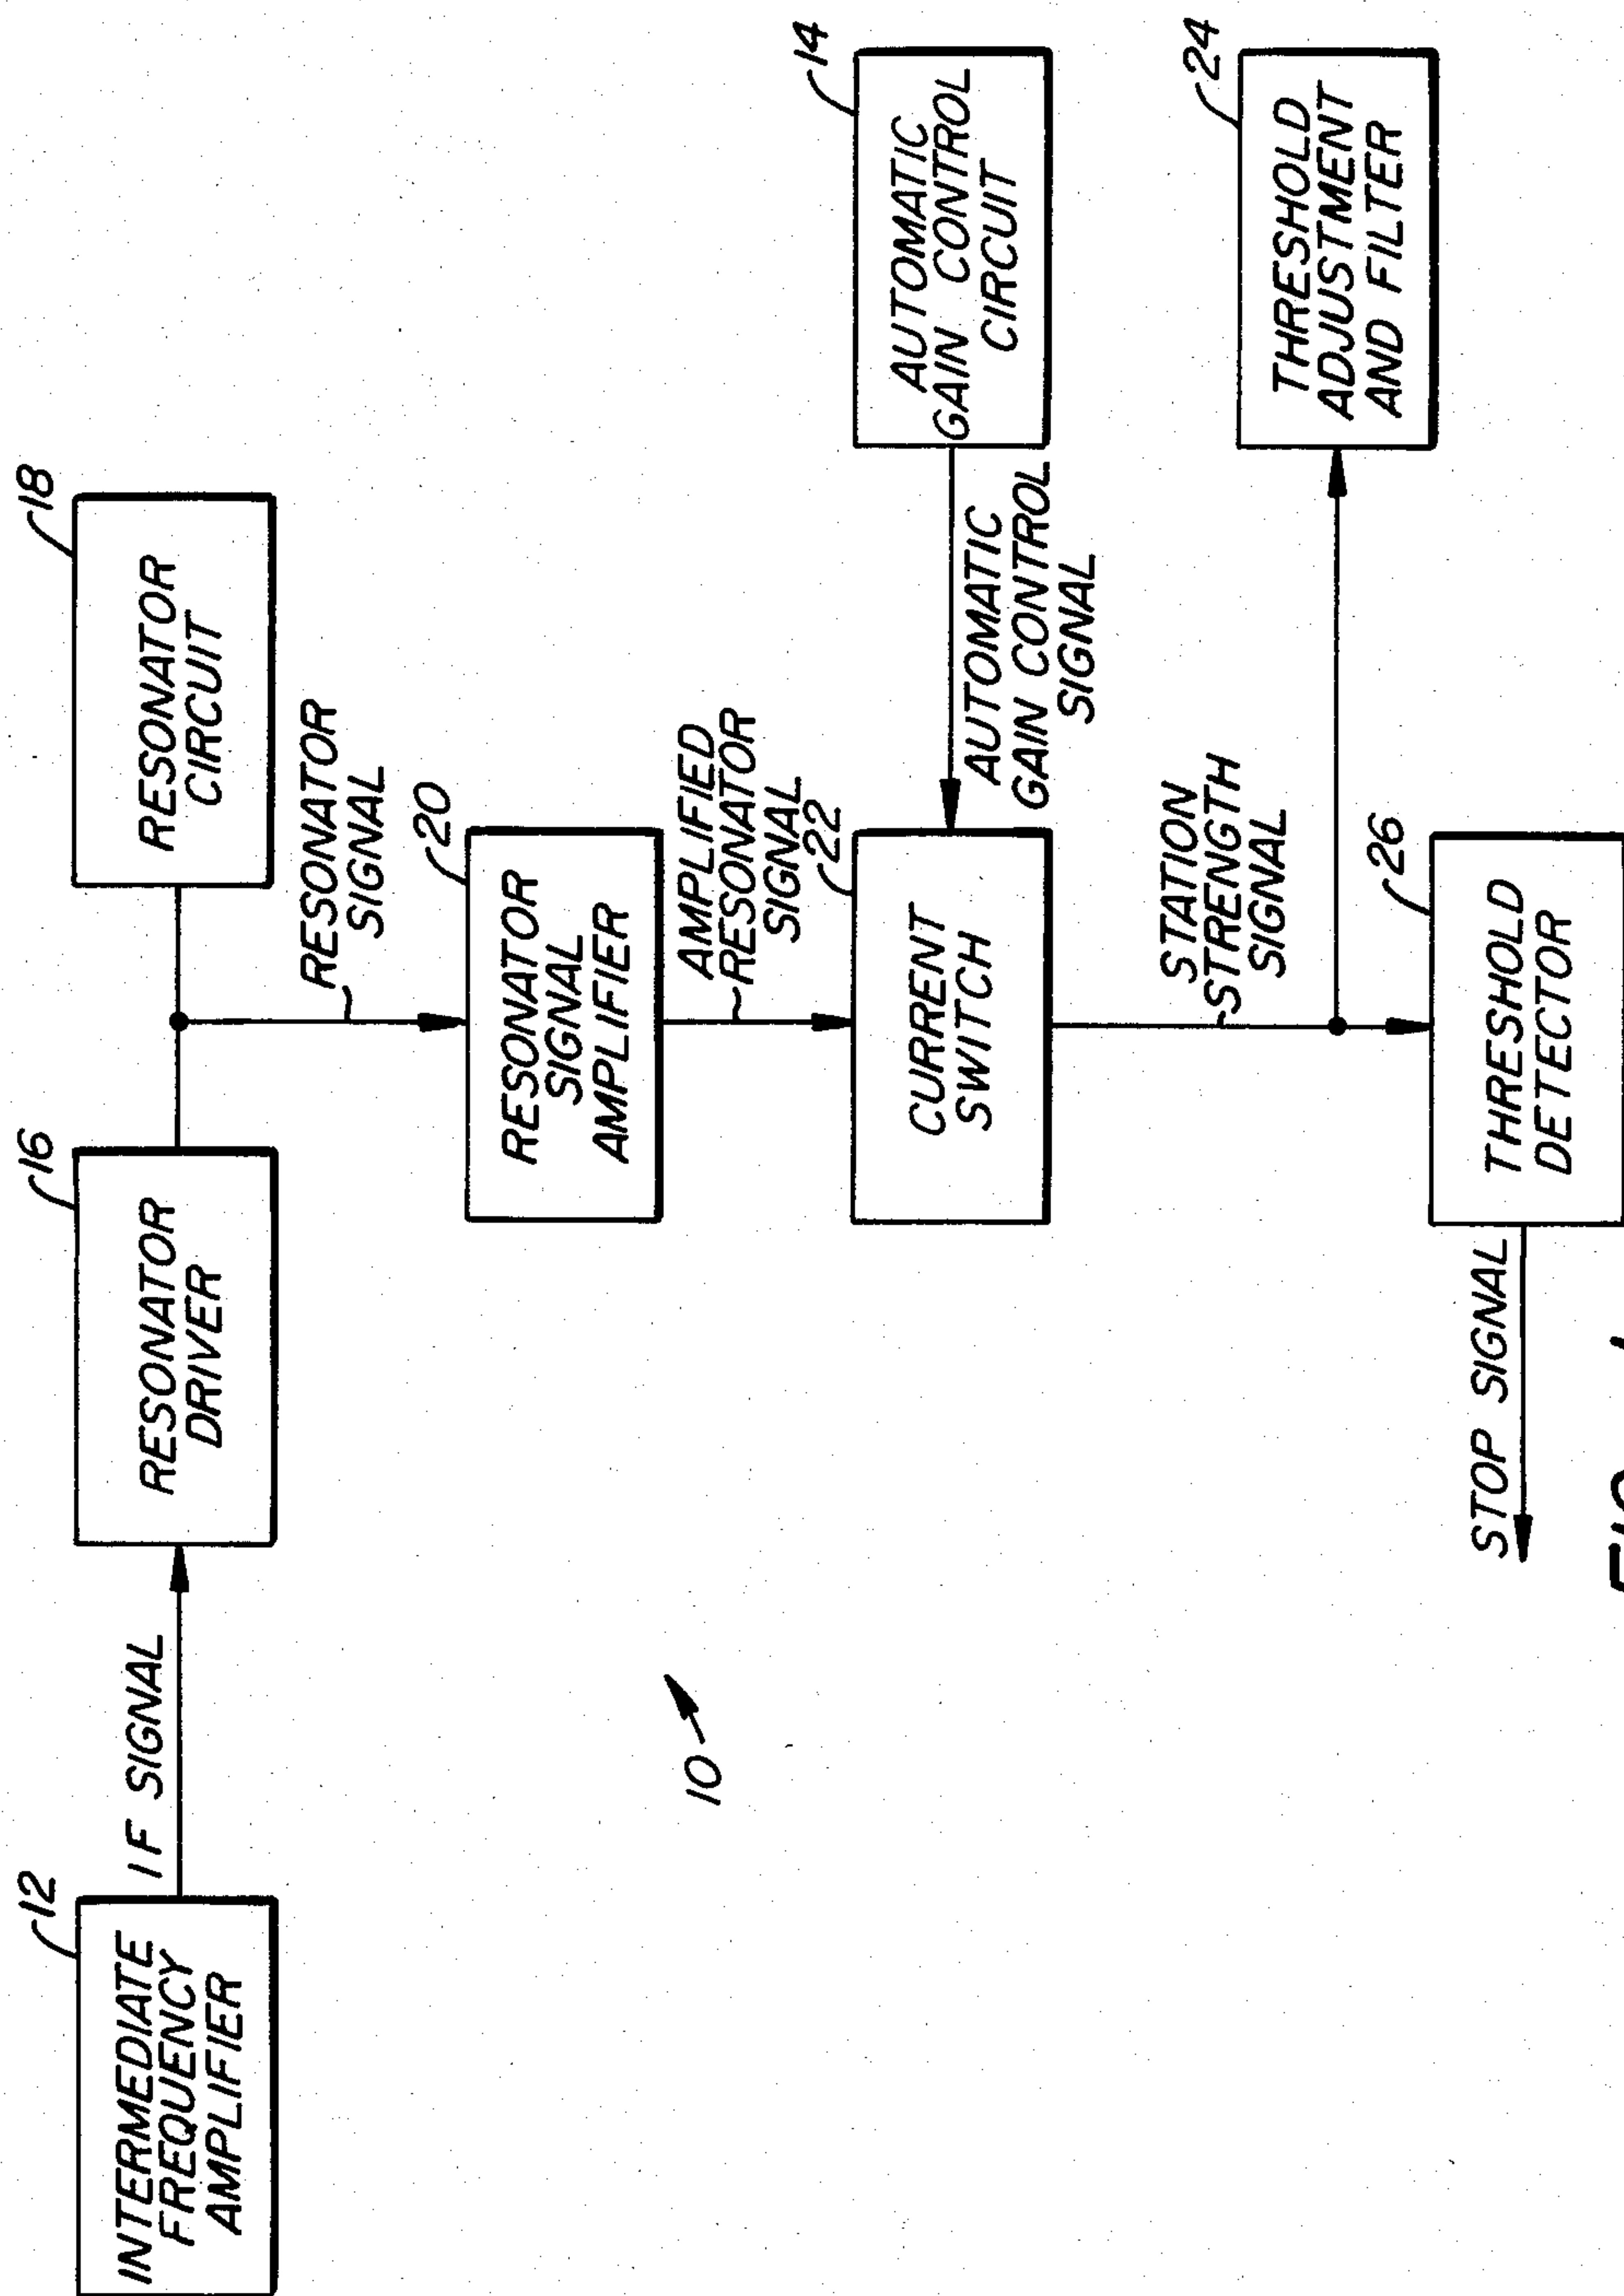 12
INTERMEDIATE
FREQUENCY
AMPLIFIER
IF SIGNAL
16
RESONATOR
DRIVER
18
RESONATOR
CIRCUIT
RESONATOR
SIGNAL
20
RESONATOR
SIGNAL
AMPLIFIER
10
AMPLIFIED
RESONATOR
SIGNAL
22
CURRENT
SWITCH
14
AUTOMATIC
GAIN CONTROL
CIRCUIT
AUTOMATIC
GAIN CONTROL
SIGNAL
STATION
STRENGTH
SIGNAL
24
THRESHOLD
ADJUSTMENT
AND FILTER
26
THRESHOLD
DETECTOR
STOP SIGNAL